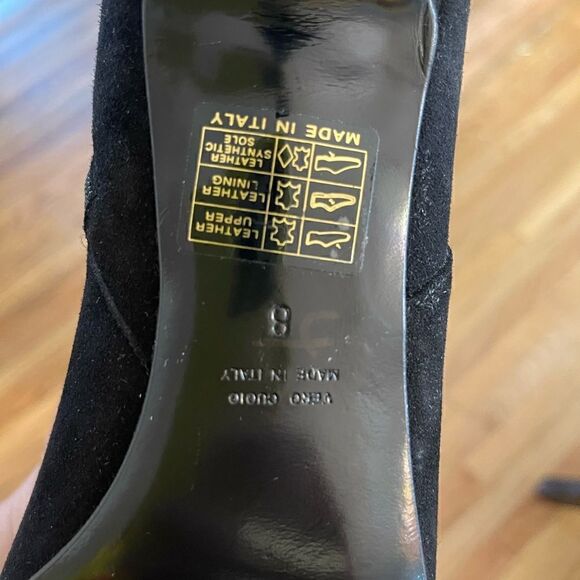 LEATHER
UPPER
LEATHER
LINING
LEATHER
SYNTHETIC
SOLE
MADE IN ITALY
8
VERO CUOIO
MADE IN ITALY